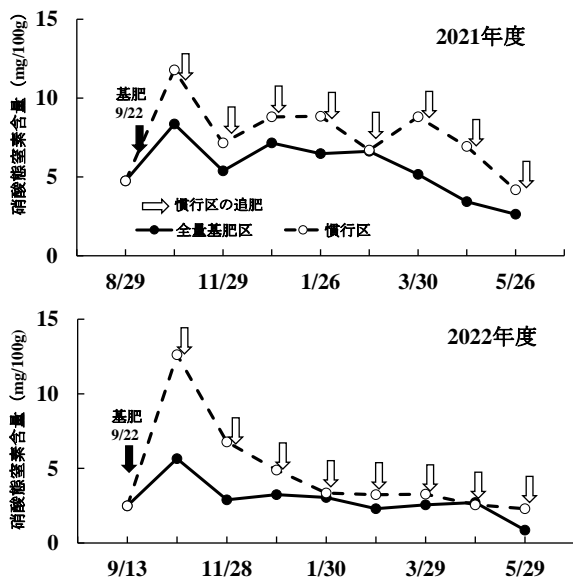 硝酸態窒素含量（mg/100g）
15
10
5
0
2021年度
基肥
9/22
慣行区の追肥
全量基肥区
慣行区
8/29
11/29
1/26
3/30
5/26
硝酸態窒素含量（mg/100g）
15
10
5
0
2022年度
基肥
9/22
9/13
11/28
1/30
3/29
5/29